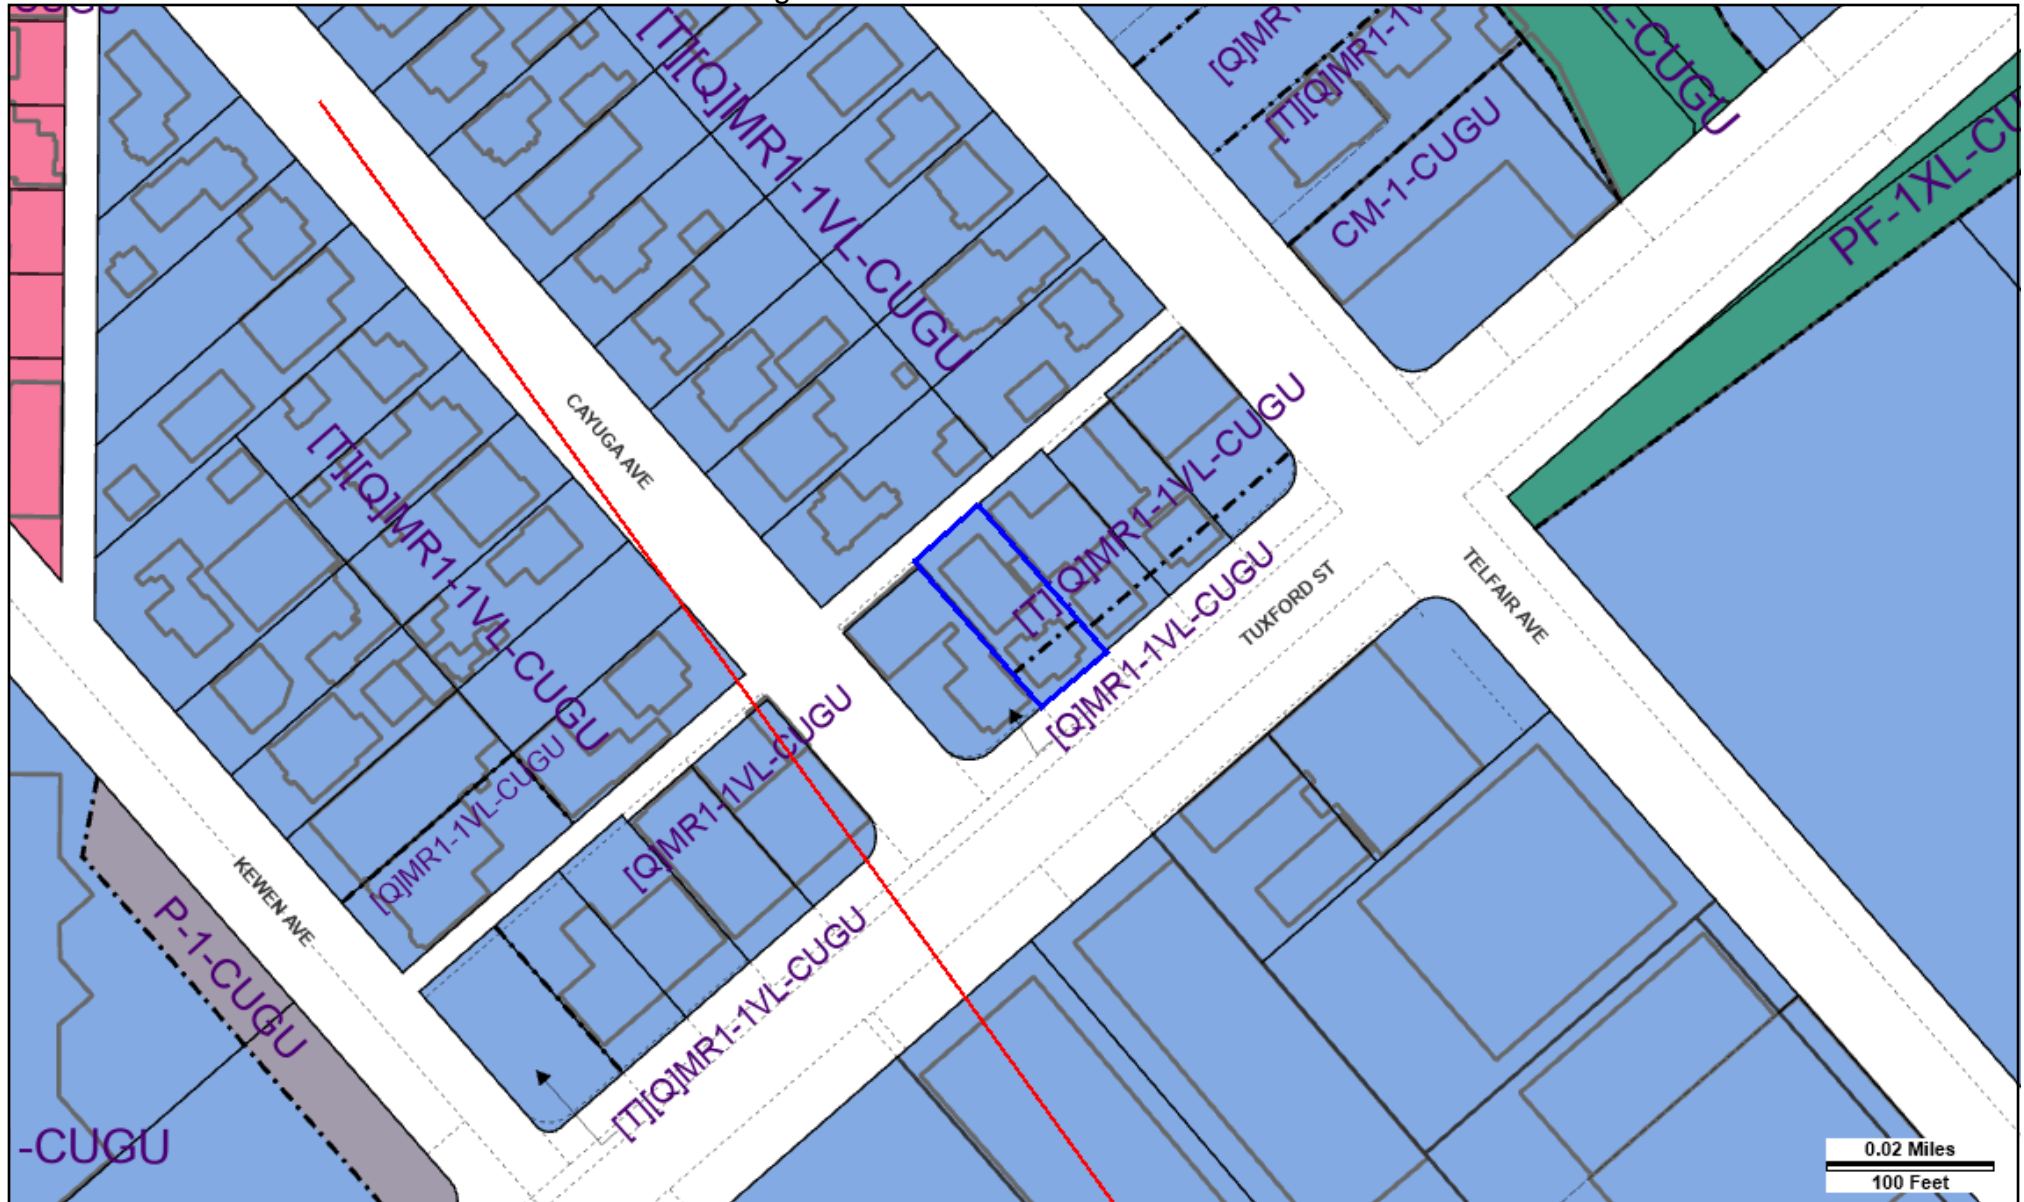 CUGU
[T][Q]MR1-1VL-CUGU
[Q]MR1
[T][Q]MR1-1V
L-CUGU
CM-1-CUGU
PF-1XL-CU
CAYUGA AVE
[T][Q]MR1-1VL-CUGU
[T][Q]MR1-1VL-CUGU
[Q]MR1-1VL-CUGU
TUXFORD ST
TELFAIR AVE
[Q]MR1-1VL-CUGU
[Q]MR1-1VL-CUGU
KEWEN AVE
P-1-CUGU
[T][Q]MR1-1VL-CUGU
-CUGU
0.02 Miles
100 Feet